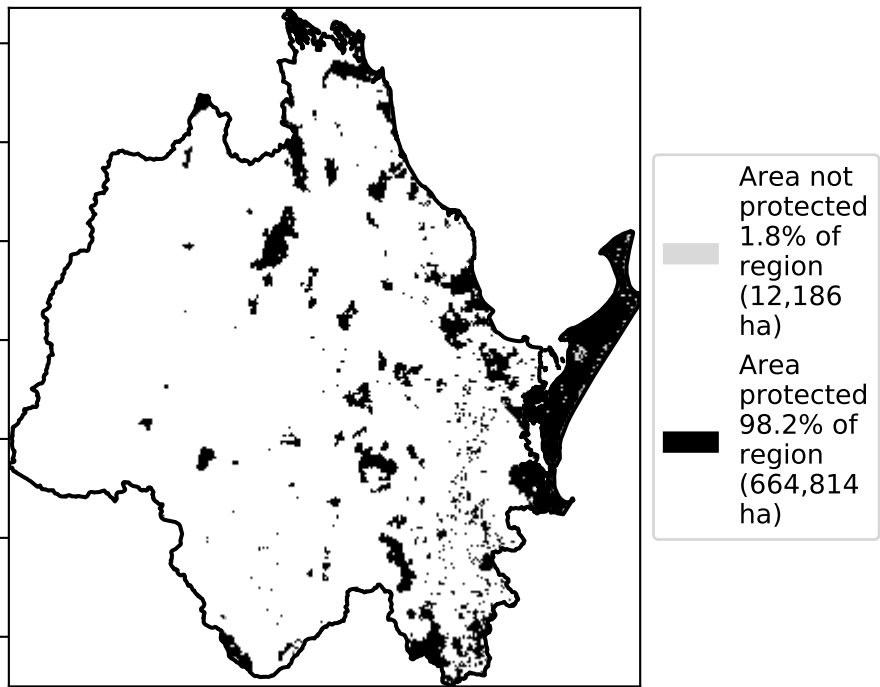 Area not
protected
1.8% of
region
(12,186
ha)
Area
protected
98.2% of
region
(664,814
ha)